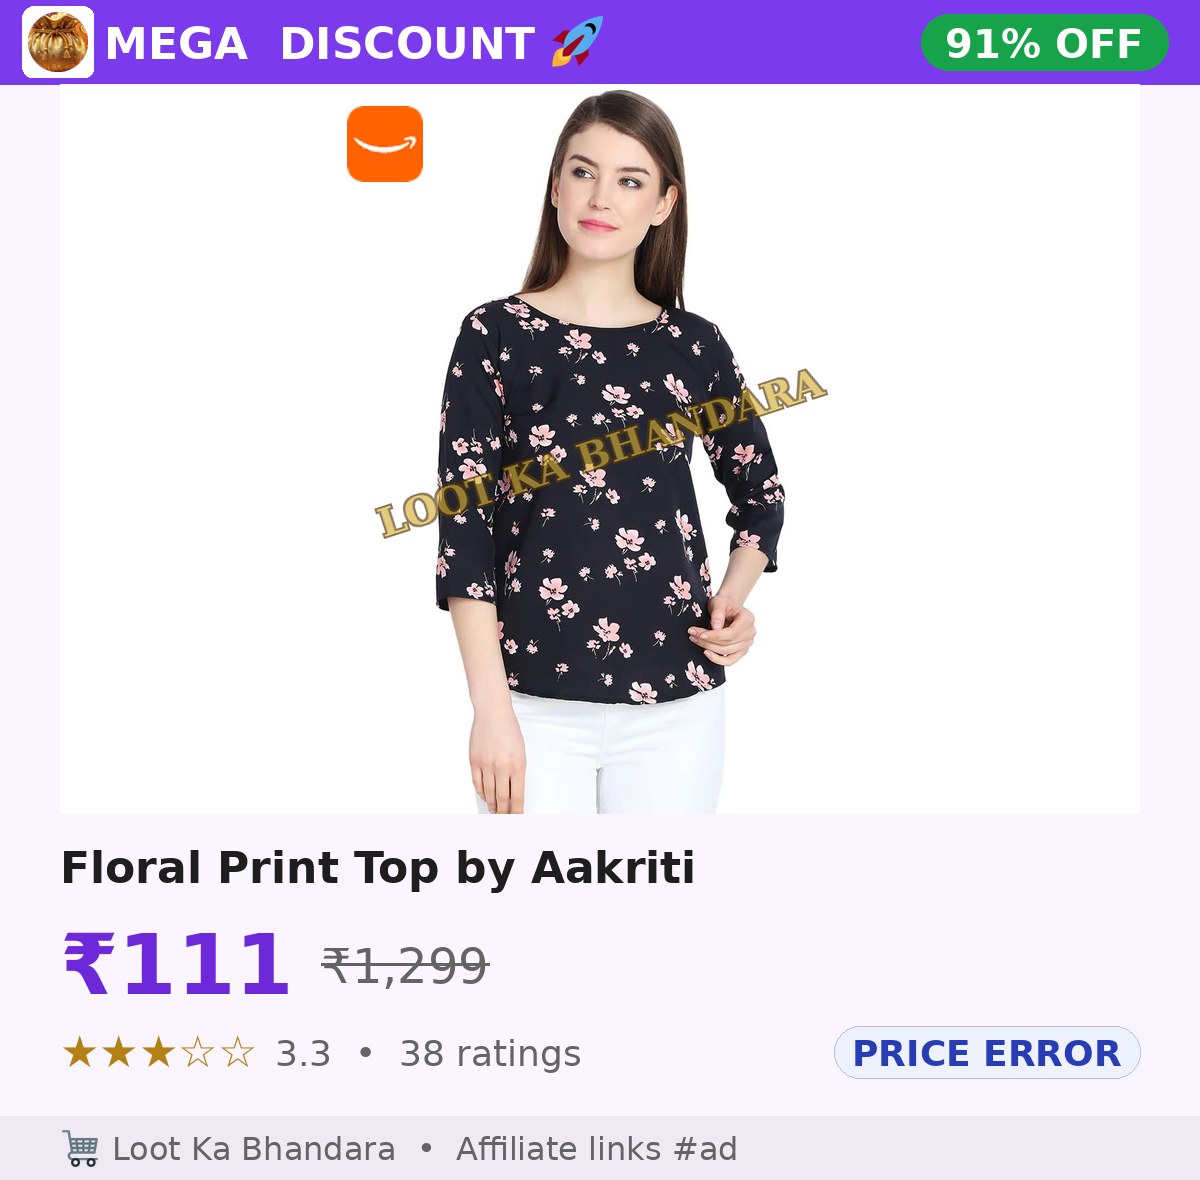 MEGA DISCOUNT 🚀
91% OFF
LOOT KA BHANDARA
Floral Print Top by Aakriti
₹111 ₹1,299
★★★☆☆ 3.3 • 38 ratings
PRICE ERROR
🛒 Loot Ka Bhandara • Affiliate links #ad